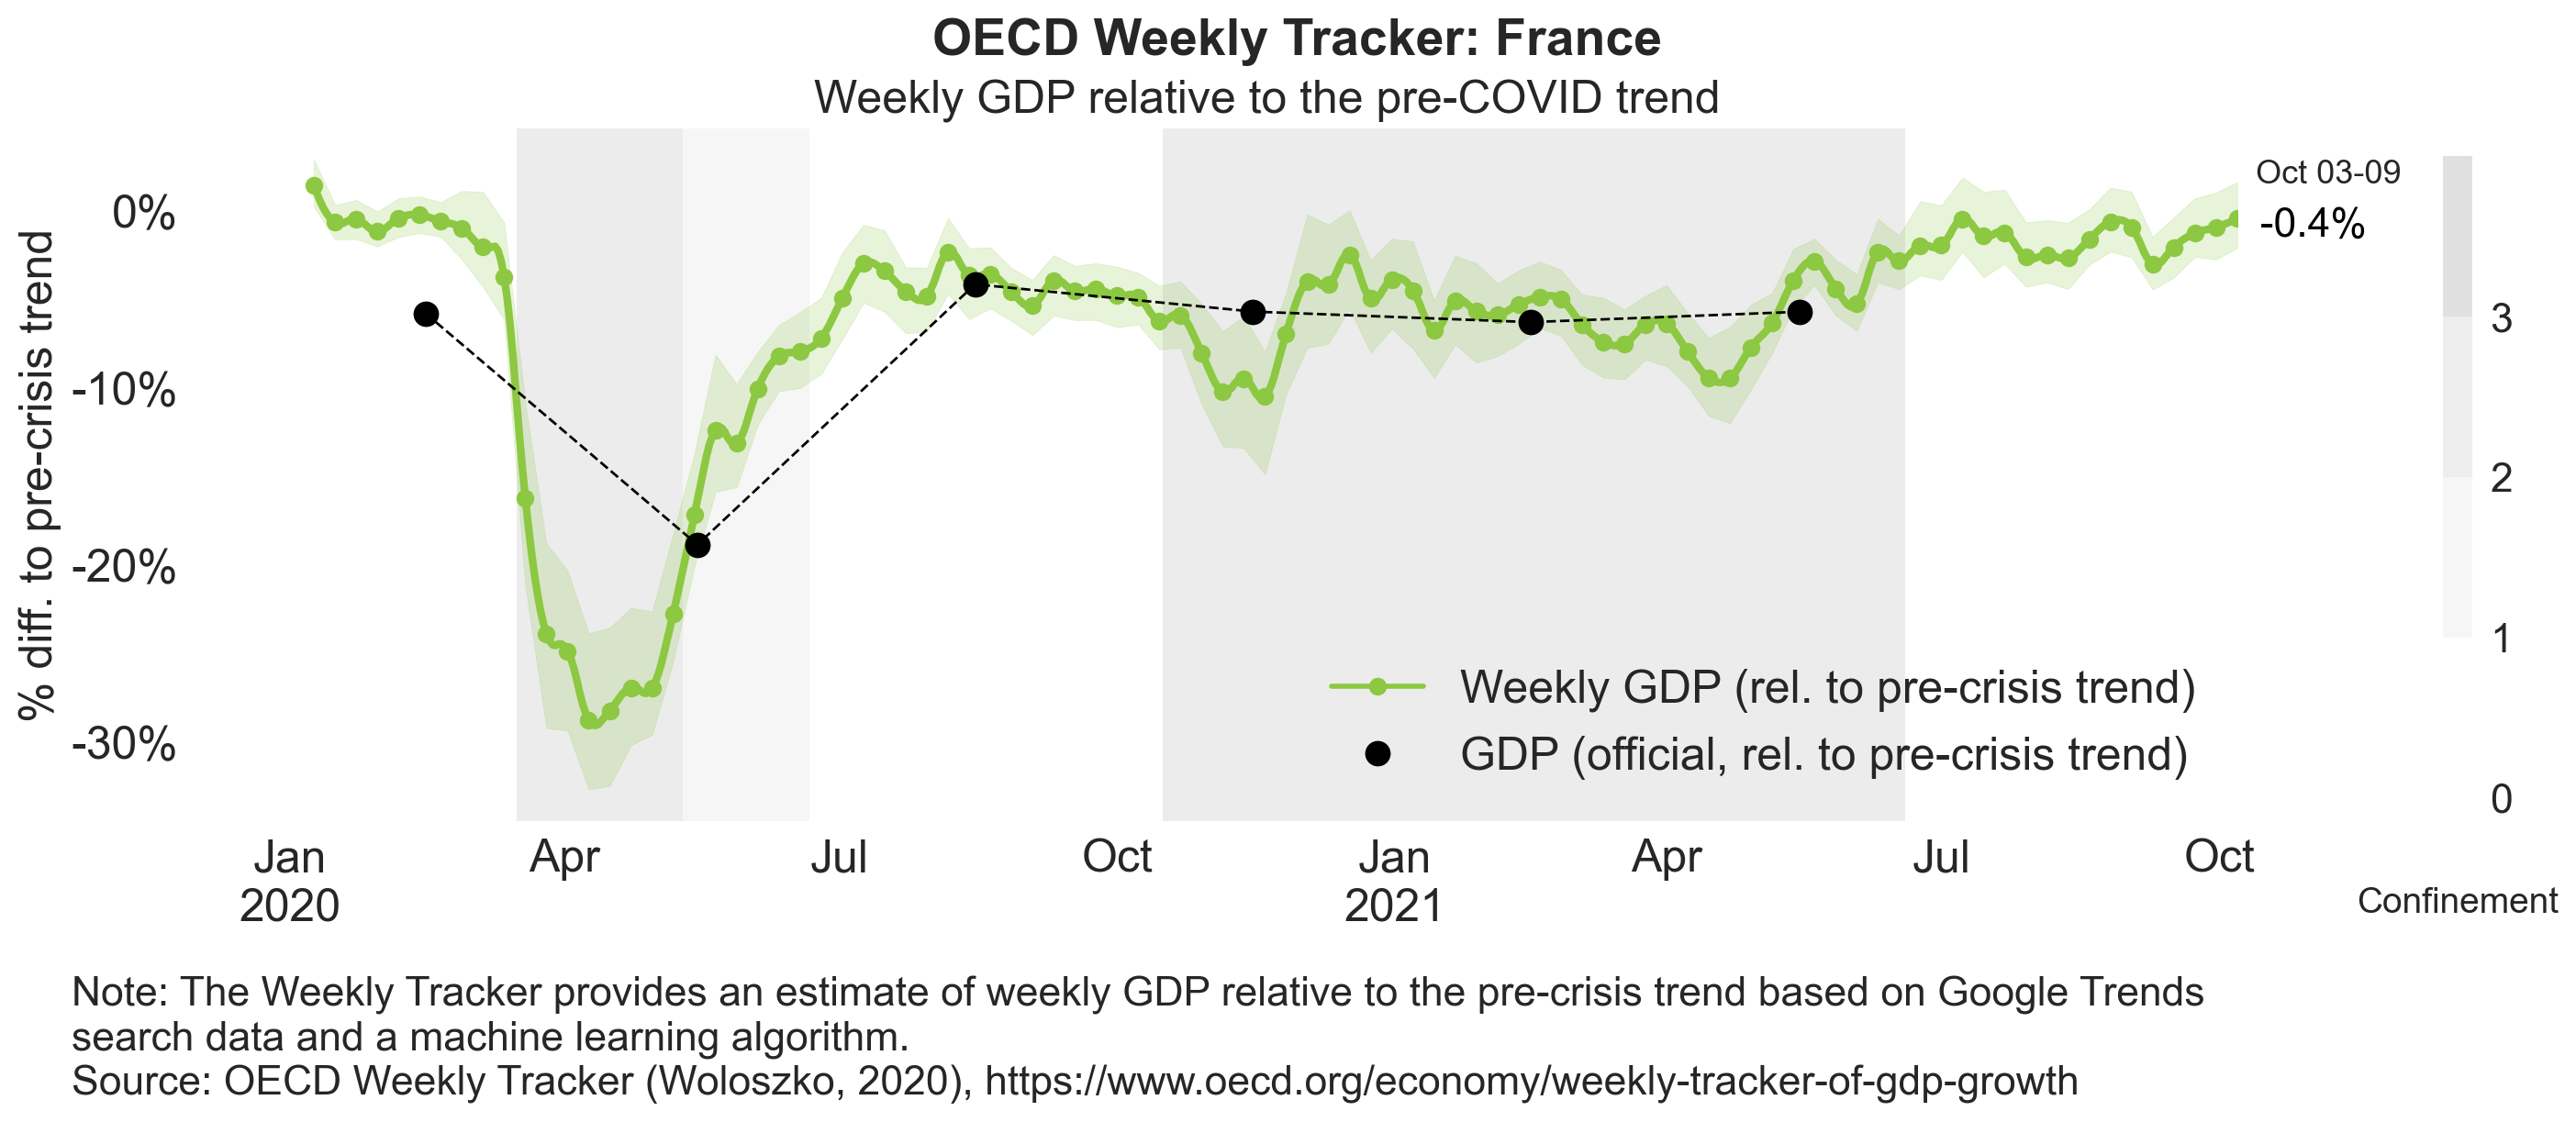 OECD Weekly Tracker: France
Weekly GDP relative to the pre-COVID trend
% diff. to pre-crisis trend
0%
-10%
-20%
-30%
Oct 03-09
-0.4%
3
2
1
0
Confinement
Weekly GDP (rel. to pre-crisis trend)
GDP (official, rel. to pre-crisis trend)
Jan Apr Jul Oct Jan Apr Jul Oct
2020 2021
Note: The Weekly Tracker provides an estimate of weekly GDP relative to the pre-crisis trend based on Google Trends
search data and a machine learning algorithm.
Source: OECD Weekly Tracker (Woloszko, 2020), https://www.oecd.org/economy/weekly-tracker-of-gdp-growth